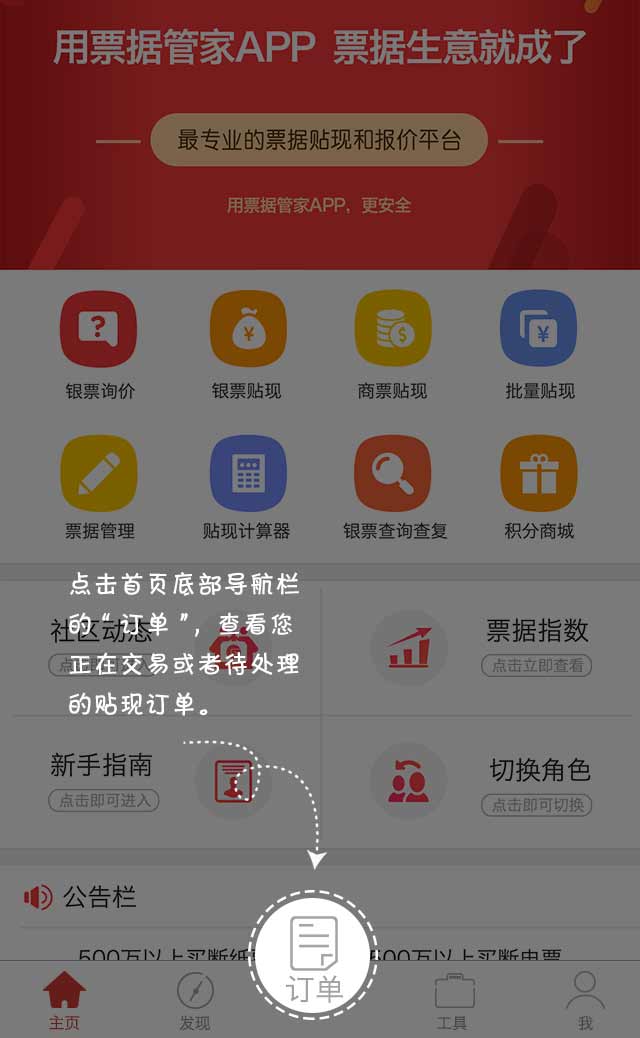 用票据管家APP 票据生意就成了
最专业的票据贴现和报价平台
用票据管家APP，更安全
银票询价
银票贴现
商票贴现
批量贴现
票据管理
贴现计算器
银票查询查复
积分商城
点击首页底部导航栏
的“订单”，查看您
正在交易或者待处理
的贴现订单。
社区动态
票据指数
点击立即查看
新手指南
点击即可进入
切换角色
点击即可切换
公告栏
500万以上买断纸
500万以上买断电票
订单
主页
发现
工具
我